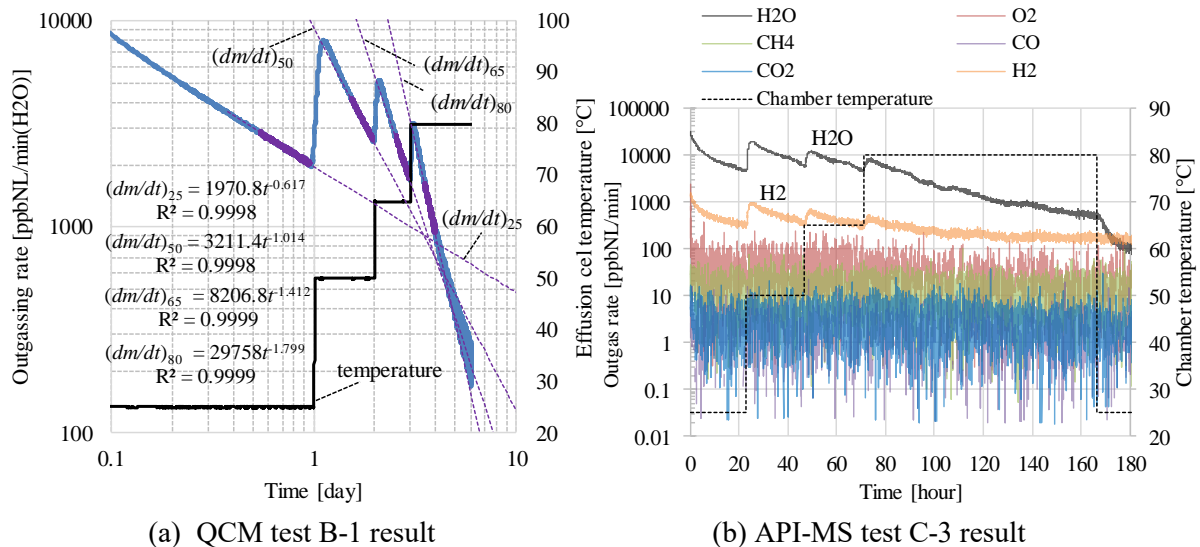 10000
1000
100
0.1
1
10
Time [day]
Outgassing rate [ppbNL/min(H2O)]
100
90
80
70
60
50
40
30
20
Effusion cel temperature [°C]
(dm/dt)50
(dm/dt)65
(dm/dt)80
(dm/dt)25
(dm/dt)25 = 1970.8t-0.617
R² = 0.9998
(dm/dt)50 = 3211.4t-1.014
R² = 0.9998
(dm/dt)65 = 8206.8t-1.412
R² = 0.9999
(dm/dt)80 = 29758t-1.799
R² = 0.9999
temperature
(a) QCM test B-1 result
H2O
O2
CH4
CO
CO2
H2
Chamber temperature
100000
10000
1000
100
10
1
0.1
0.01
Outgas rate [ppbNL/min]
H2O
H2
90
80
70
60
50
40
30
20
Chamber temperature [°C]
0 20 40 60 80 100 120 140 160 180
Time [hour]
(b) API-MS test C-3 result